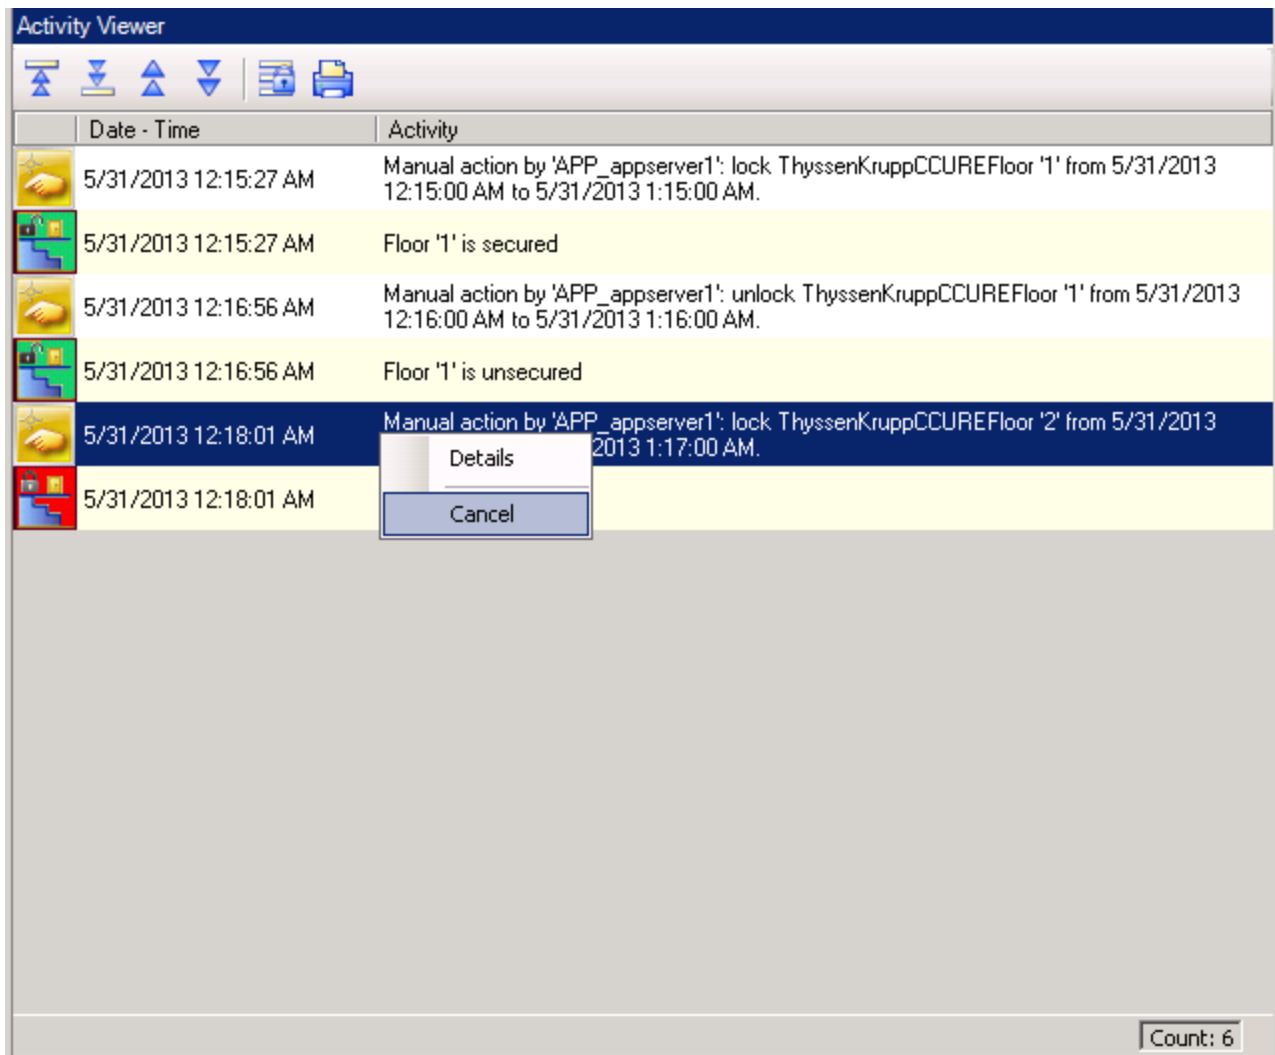 Activity Viewer
Date - Time Activity
5/31/2013 12:15:27 AM Manual action by 'APP_appserver1': lock ThyssenKruppCCUREFloor '1' from 5/31/2013
12:15:00 AM to 5/31/2013 1:15:00 AM.
5/31/2013 12:15:27 AM Floor '1' is secured
5/31/2013 12:16:56 AM Manual action by 'APP_appserver1': unlock ThyssenKruppCCUREFloor '1' from 5/31/2013
12:16:00 AM to 5/31/2013 1:16:00 AM.
5/31/2013 12:16:56 AM Floor '1' is unsecured
5/31/2013 12:18:01 AM Manual action by 'APP_appserver1': lock ThyssenKruppCCUREFloor '2' from 5/31/2013
2013 1:17:00 AM.
Details
5/31/2013 12:18:01 AM
Cancel
Count: 6